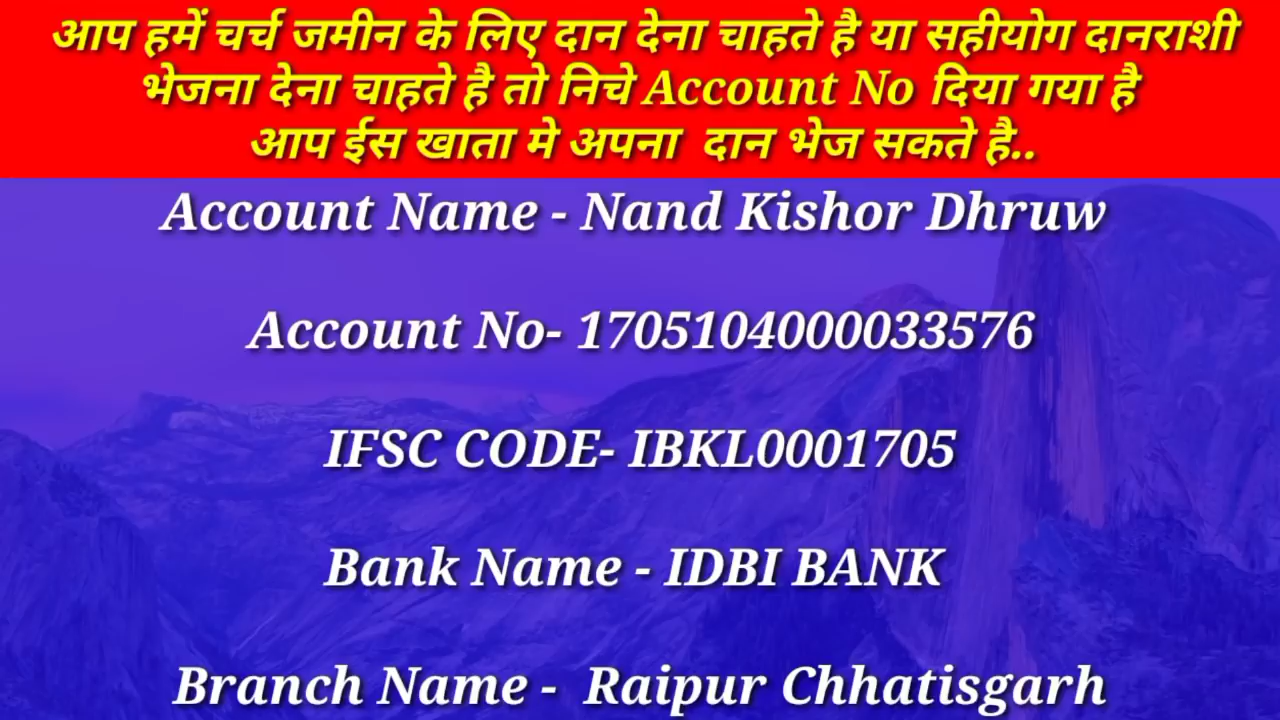 आप हमें चर्च जमीन के लिए दान देना चाहते है या सहीयोग दानराशी
भेजना देना चाहते है तो निचे Account No दिया गया है
आप ईस खाता मे अपना दान भेज सकते है..
Account Name - Nand Kishor Dhruw
Account No- 1705104000033576
IFSC CODE- IBKL0001705
Bank Name - IDBI BANK
Branch Name - Raipur Chhatisgarh